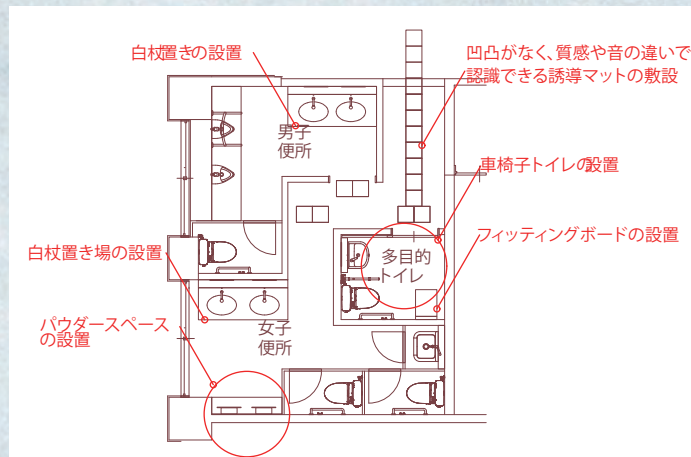 白杖置きの設置
凹凸がなく、質感や音の違いで
認識できる誘導マットの敷設
男子
便所
車椅子トイレの設置
フィッティングボードの設置
多目的
トイレ
白杖置き場の設置
女子
便所
パウダースペース
の設置